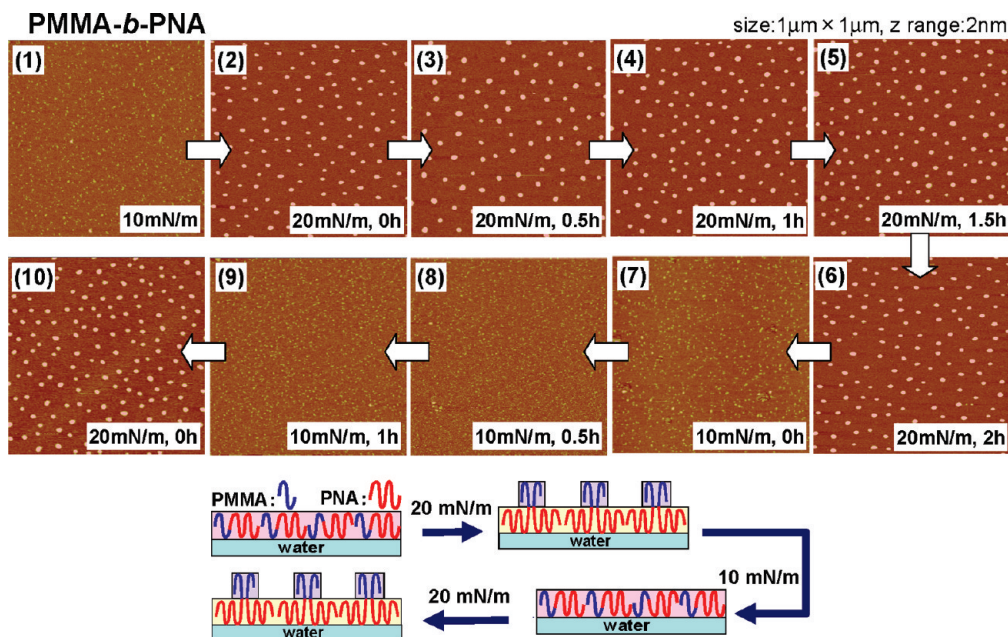 PMMA-b-PNA
size:1μm × 1μm, z range:2nm
(1)
10mN/m
(2)
20mN/m, 0h
(3)
20mN/m, 0.5h
(4)
20mN/m, 1h
(5)
20mN/m, 1.5h
(10)
20mN/m, 0h
(9)
10mN/m, 1h
(8)
10mN/m, 0.5h
(7)
10mN/m, 0h
(6)
20mN/m, 2h
PMMA:
PNA:
water
20 mN/m
water
10 mN/m
water
20 mN/m
water